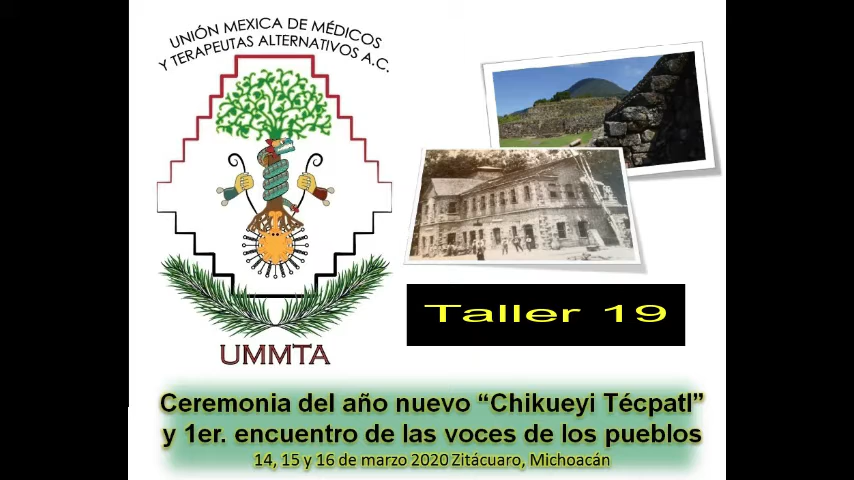 UNIÓN MEXICA DE MÉDICOS
Y TERAPEUTAS ALTERNATIVOS A.C.
UMMTA
Taller 19
Ceremonia del año nuevo “Chikueyi Técpatl”
y 1er. encuentro de las voces de los pueblos
14, 15 y 16 de marzo 2020 Zitácuaro, Michoacán